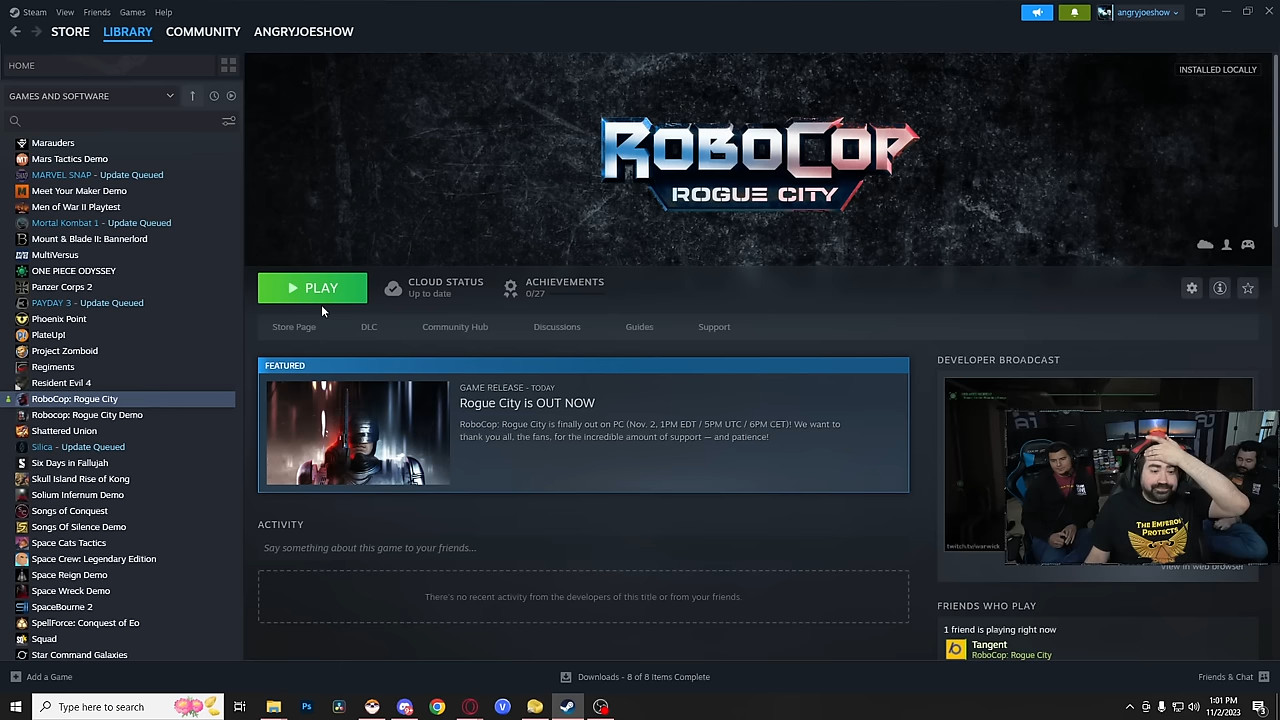 Steam View Friends Games Help
angryjoeshow
STORE LIBRARY COMMUNITY ANGRYJOESHOW
HOME
INSTALLED LOCALLY
GAMES AND SOFTWARE
Marauders
Mars Tactics Demo
MARVEL SNAP - Update Queued
Meet Your Maker Demo
Men of War II Playtest
Mortal Kombat 1 - Update Queued
Mount & Blade II: Bannerlord
MultiVersus
ONE PIECE ODYSSEY
Panzer Corps 2
PAYDAY 3 - Update Queued
Phoenix Point
PlateUp!
Project Zomboid
Regiments
Resident Evil 4
RoboCop: Rogue City
Robocop: Rogue City Demo
Shattered Union
Silica - Update Queued
Six Days in Fallujah
Skull Island Rise of Kong
Solium Infernum Demo
Songs of Conquest
Songs Of Silence Demo
Space Cats Tactics
Space Crew: Legendary Edition
Space Reign Demo
Space Wreck Demo
SpaceBourne 2
SpellForce: Conquest of Eo
Squad
Star Command Galaxies
ROBOCOP
ROGUE CITY
PLAY
CLOUD STATUS
Up to date
ACHIEVEMENTS
0/27
Store Page DLC Community Hub Discussions Guides Support
FEATURED
GAME RELEASE - TODAY
Rogue City is OUT NOW
RoboCop: Rogue City is finally out on PC (Nov. 2, 1PM EDT / 5PM UTC / 6PM CET)! We want to
thank you all, the fans, for the incredible amount of support — and patience!
ACTIVITY
Say something about this game to your friends...
There's no recent activity from the developers of this title or from your friends.
DEVELOPER BROADCAST
THE EMPEROR
PROTECTS
twitch.tv/warwick
View in web browser
FRIENDS WHO PLAY
1 friend is playing right now
Tangent
RoboCop: Rogue City
Add a Game
Downloads - 8 of 8 Items Complete
Friends & Chat
Type here to search
Ps
1:01 PM
11/2/2023